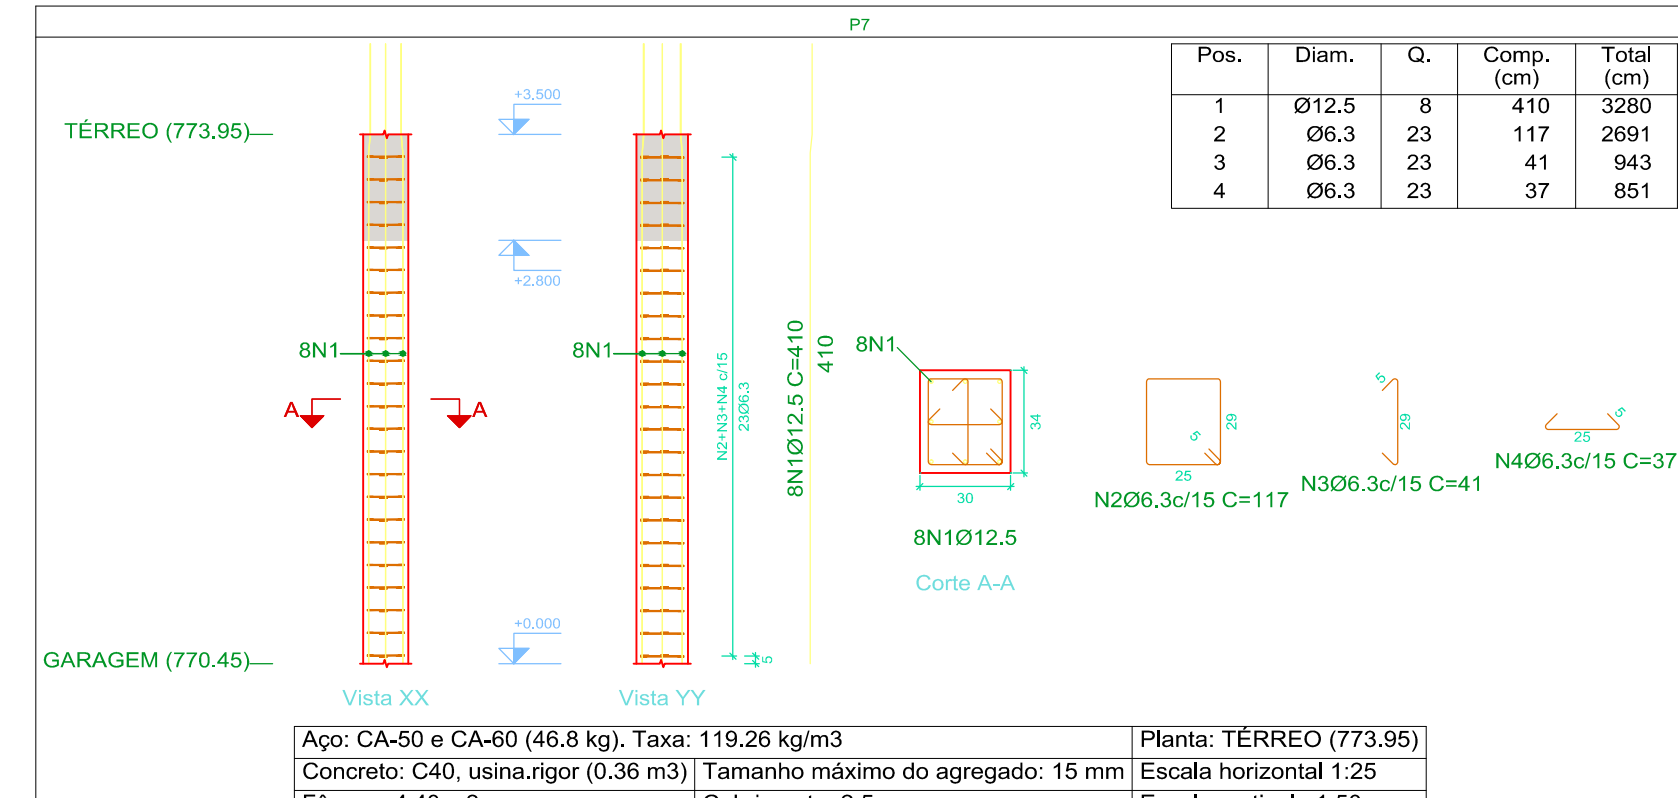 P7
Pos. Diam. Q. Comp. (cm) Total (cm)
1 Ø12.5 8 410 3280
2 Ø6.3 23 117 2691
3 Ø6.3 23 41 943
4 Ø6.3 23 37 851
TÉRREO (773.95)
+3.500
+2.800
8N1
8N1
A
A
N2+N3+N4 c/15
23Ø6.3
8N1Ø12.5 C=410
410
8N1
34
30
8N1Ø12.5
Corte A-A
29
5
25
N2Ø6.3c/15 C=117
5
29
N3Ø6.3c/15 C=41
5
25
N4Ø6.3c/15 C=37
+0.000
GARAGEM (770.45)
5
Vista XX
Vista YY
Aço: CA-50 e CA-60 (46.8 kg). Taxa: 119.26 kg/m3
Planta: TÉRREO (773.95)
Concreto: C40, usina.rigor (0.36 m3)
Tamanho máximo do agregado: 15 mm
Escala horizontal 1:25